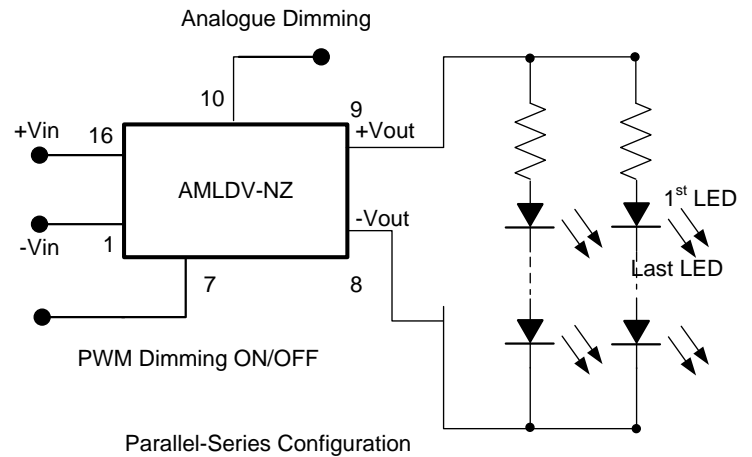 Analogue Dimming
10
9
+Vin
16
+Vout
AMLDV-NZ
1st LED
-Vout
-Vin
1
Last LED
7
8
PWM Dimming ON/OFF
Parallel-Series Configuration